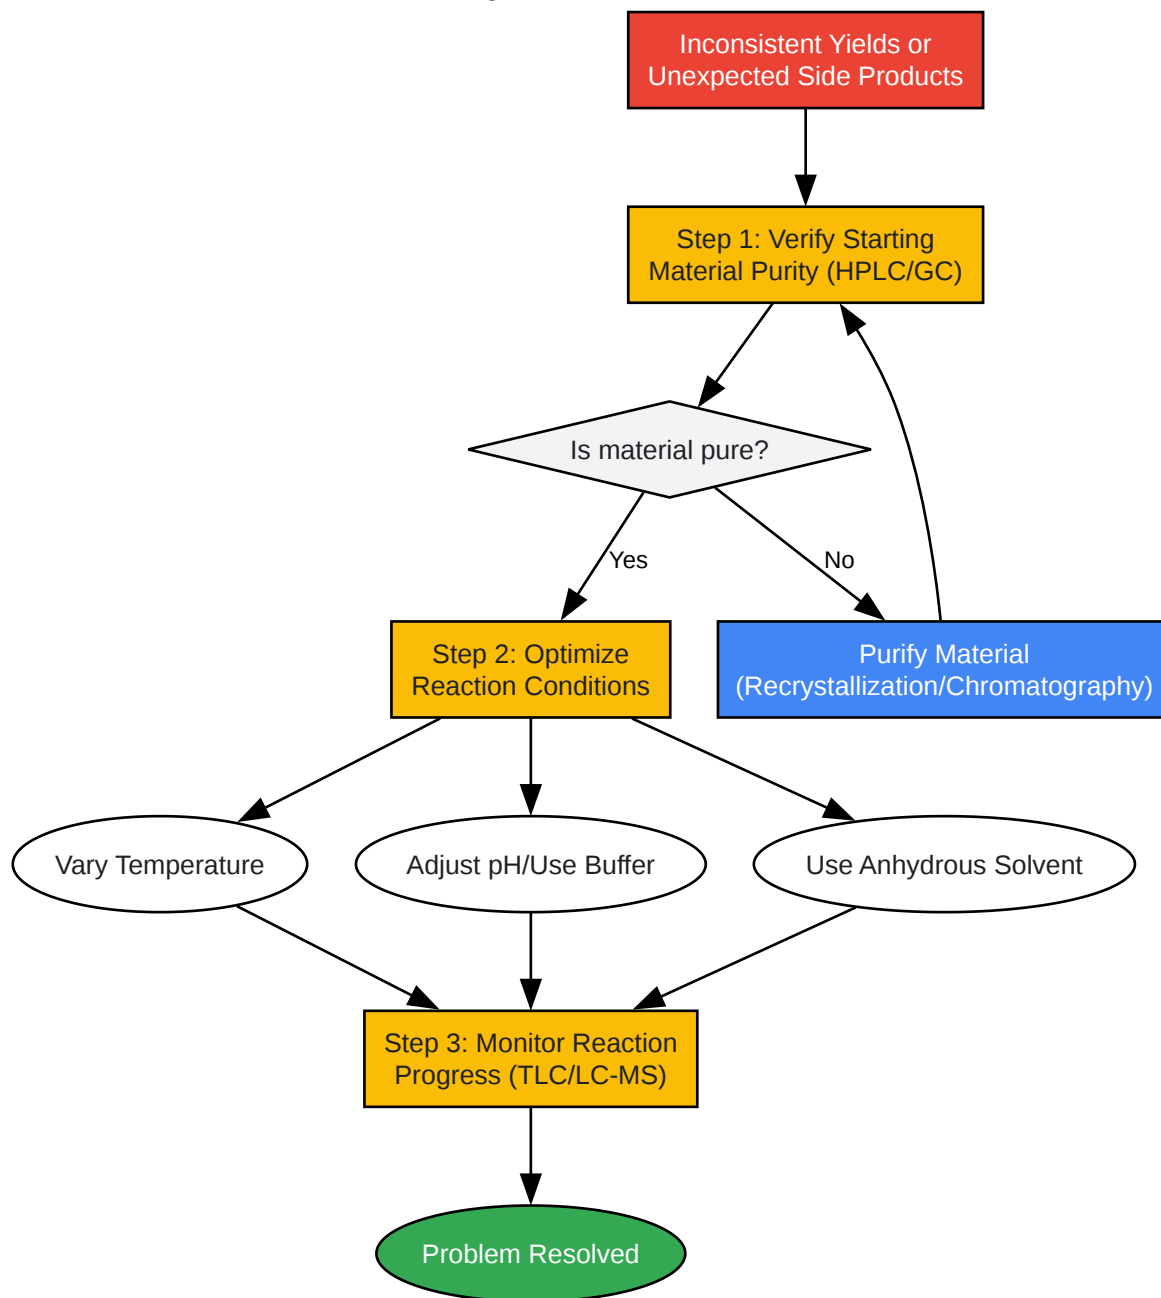 Inconsistent Yields or
Unexpected Side Products
Step 1: Verify Starting
Material Purity (HPLC/GC)
Is material pure?
Yes
No
Step 2: Optimize
Reaction Conditions
Purify Material
(Recrystallization/Chromatography)
Vary Temperature
Adjust pH/Use Buffer
Use Anhydrous Solvent
Step 3: Monitor Reaction
Progress (TLC/LC-MS)
Problem Resolved